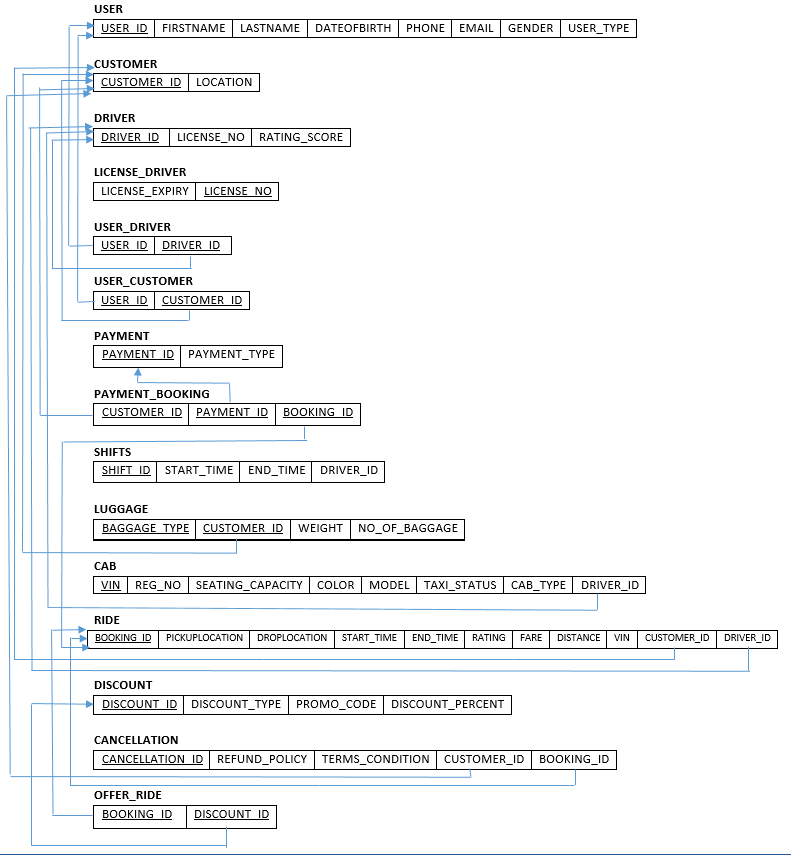 USER
USER_ID FIRSTNAME LASTNAME DATEOFBIRTH PHONE EMAIL GENDER USER_TYPE
CUSTOMER
CUSTOMER_ID LOCATION
DRIVER
DRIVER_ID LICENSE_NO RATING_SCORE
LICENSE_DRIVER
LICENSE_EXPIRY LICENSE_NO
USER_DRIVER
USER_ID DRIVER_ID
USER_CUSTOMER
USER_ID CUSTOMER_ID
PAYMENT
PAYMENT_ID PAYMENT_TYPE
PAYMENT_BOOKING
CUSTOMER_ID PAYMENT_ID BOOKING_ID
SHIFTS
SHIFT_ID START_TIME END_TIME DRIVER_ID
LUGGAGE
BAGGAGE_TYPE CUSTOMER_ID WEIGHT NO_OF_BAGGAGE
CAB
VIN REG_NO SEATING_CAPACITY COLOR MODEL TAXI_STATUS CAB_TYPE DRIVER_ID
RIDE
BOOKING_ID PICKUPLOCATION DROPLOCATION START_TIME END_TIME RATING FARE DISTANCE VIN CUSTOMER_ID DRIVER_ID
DISCOUNT
DISCOUNT_ID DISCOUNT_TYPE PROMO_CODE DISCOUNT_PERCENT
CANCELLATION
CANCELLATION_ID REFUND_POLICY TERMS_CONDITION CUSTOMER_ID BOOKING_ID
OFFER_RIDE
BOOKING_ID DISCOUNT_ID